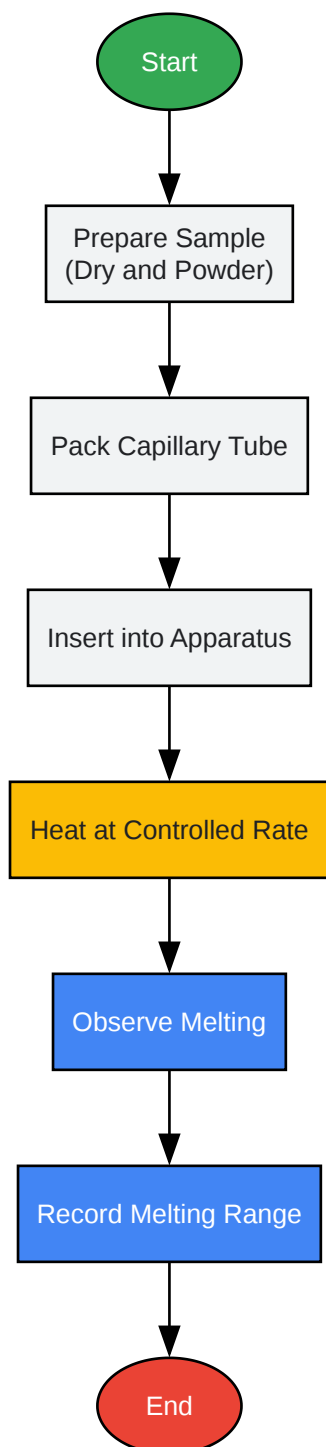 Start
Prepare Sample
(Dry and Powder)
Pack Capillary Tube
Insert into Apparatus
Heat at Controlled Rate
Observe Melting
Record Melting Range
End